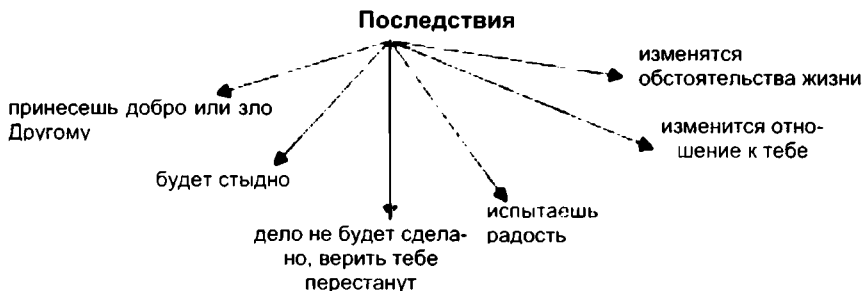 Последствия
принесешь добро или зло
Другому
будет стыдно
дело не будет сдела-
но, верить тебе
перестанут
испытаешь
радость
изменится отно-
шение к тебе
изменятся
обстоятельства жизни